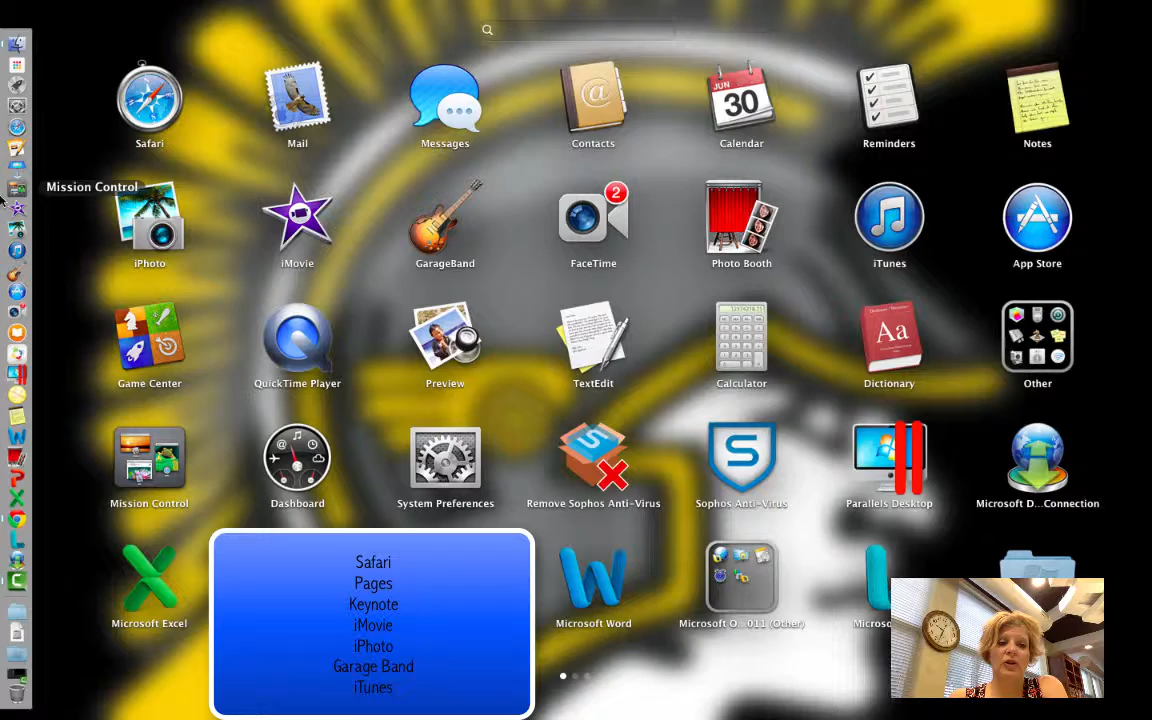 Safari
Mail
Messages
Contacts
JUN
30
Calendar
Reminders
Notes
Mission Control
iPhoto
iMovie
GarageBand
2
FaceTime
Photo Booth
iTunes
App Store
Game Center
QuickTime Player
Preview
TextEdit
Calculator
Aa
Dictionary
Other
Mission Control
Dashboard
System Preferences
Remove Sophos Anti-Virus
S
Sophos Anti-Virus
Parallels Desktop
Microsoft D...Connection
Microsoft Excel
Microsoft Word
Microsoft O...011 (Other)
Safari
Pages
Keynote
iMovie
iPhoto
Garage Band
iTunes